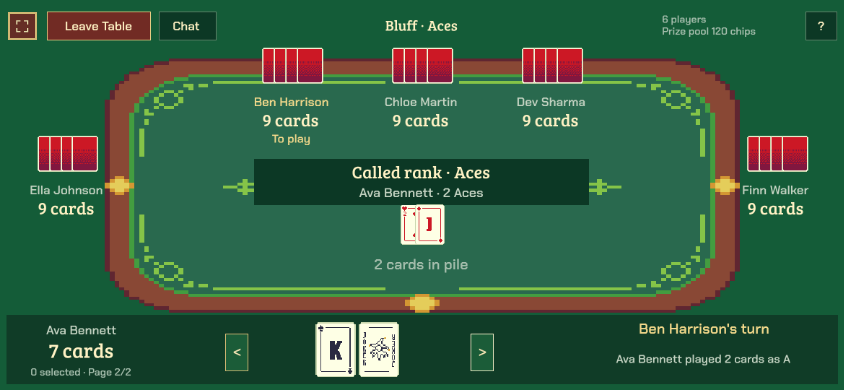 Leave Table
Chat
Bluff · Aces
6 players
Prize pool 120 chips
?
Ben Harrison
9 cards
To play
Chloe Martin
9 cards
Dev Sharma
9 cards
Ella Johnson
9 cards
Finn Walker
9 cards
Called rank · Aces
Ava Bennett · 2 Aces
J
2 cards in pile
Ava Bennett
7 cards
0 selected · Page 2/2
<
K
>
Ben Harrison's turn
Ava Bennett played 2 cards as A